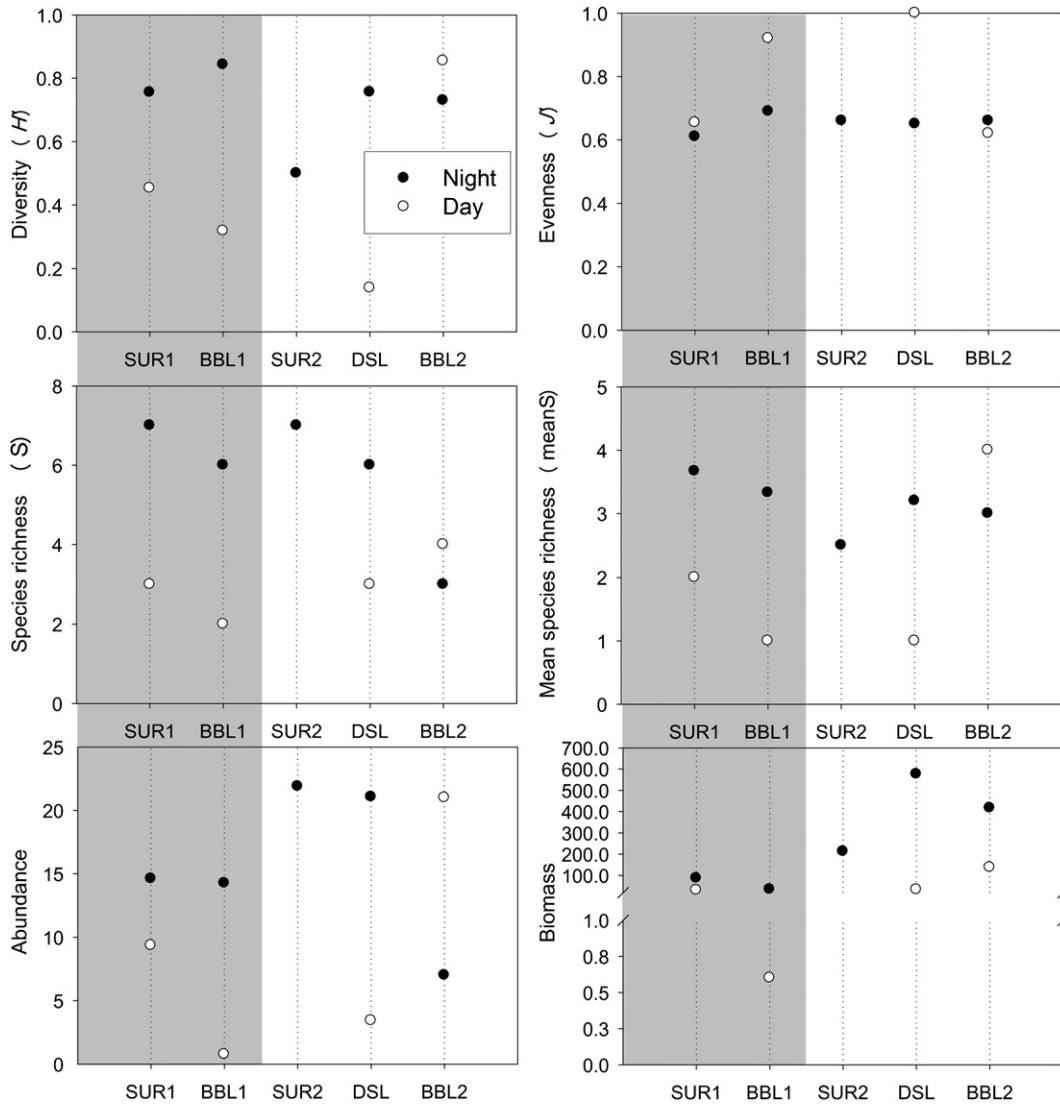 Diversity ( H')
1.0
0.8
0.6
0.4
0.2
0.0
Night
Day
SUR1 BBL1 SUR2 DSL BBL2
Evenness ( J')
1.0
0.8
0.6
0.4
0.2
0.0
SUR1 BBL1 SUR2 DSL BBL2
Species richness ( S)
8
6
4
2
0
SUR1 BBL1 SUR2 DSL BBL2
Mean species richness ( meanS)
5
4
3
2
1
0
SUR1 BBL1 SUR2 DSL BBL2
Abundance
25
20
15
10
5
0
SUR1 BBL1 SUR2 DSL BBL2
Biomass
700.0
600.0
500.0
400.0
300.0
200.0
100.0
1.0
0.8
0.5
0.3
0.0
SUR1 BBL1 SUR2 DSL BBL2